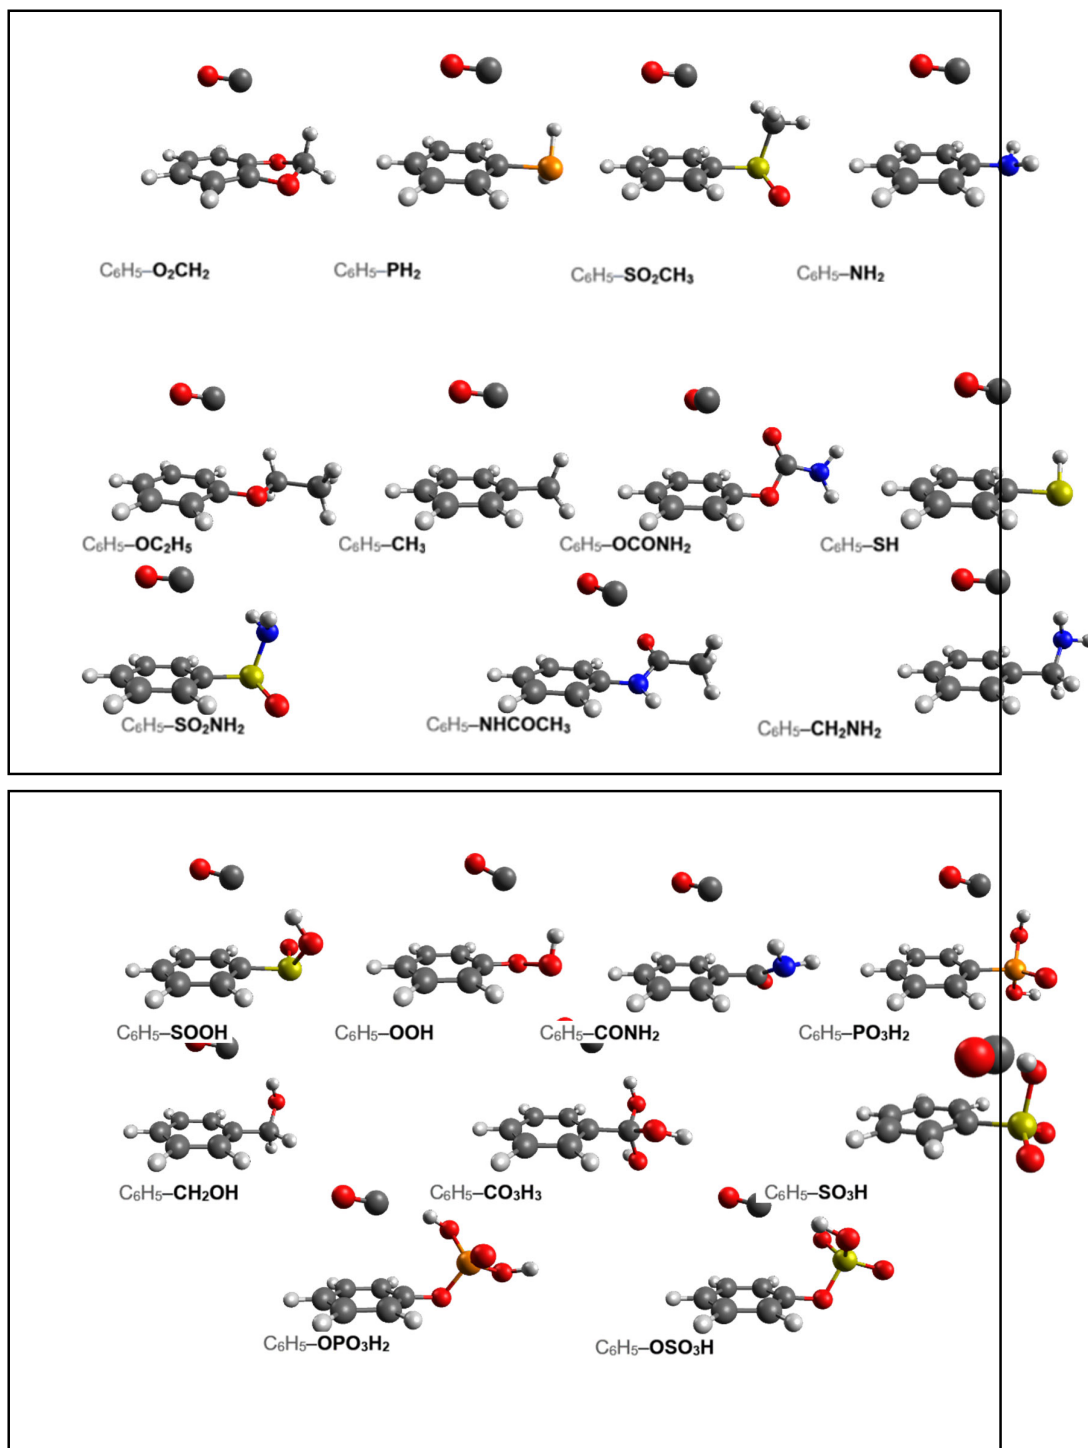 C₆H₅–O₂CH₂ C₆H₅–PH₂ C₆H₅–SO₂CH₃ C₆H₅–NH₂
C₆H₅–OC₂H₅ C₆H₅–CH₃ C₆H₅–OCONH₂ C₆H₅–SH
C₆H₅–SO₂NH₂ C₆H₅–NHCOCH₃ C₆H₅–CH₂NH₂
C₆H₅–SOOH C₆H₅–OOH C₆H₅–CONH₂ C₆H₅–PO₃H₂
C₆H₅–CH₂OH C₆H₅–CO₃H₃ C₆H₅–SO₃H
C₆H₅–OPO₃H₂ C₆H₅–OSO₃H